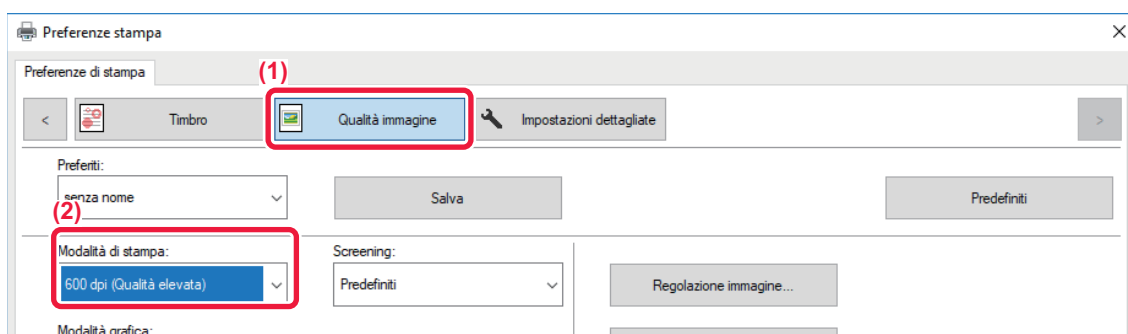 Preferenze stampa
Preferenze di stampa
(1)
< Timbro Qualità immagine Impostazioni dettagliate >
Preferiti:
senza nome Salva Predefiniti
(2)
Modalità di stampa: Screening:
600 dpi (Qualità elevata) Predefiniti Regolazione immagine...
Modalità grafica: